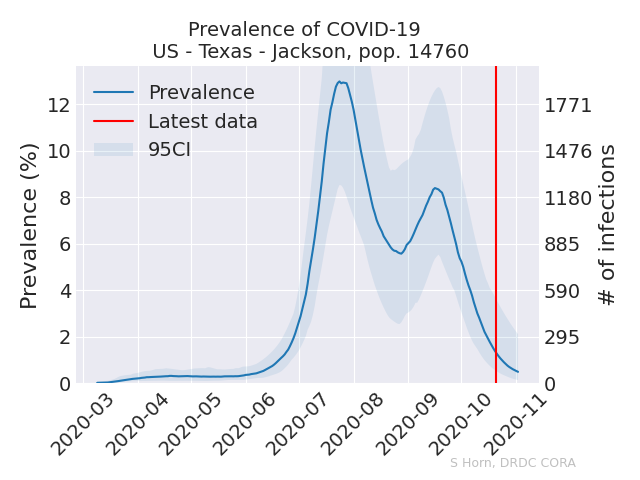 Prevalence of COVID-19
US - Texas - Jackson, pop. 14760
Prevalence
Latest data
95CI
Prevalence (%)
12
10
8
6
4
2
0
1771
1476
1180
885
590
295
0
# of infections
2020-03
2020-04
2020-05
2020-06
2020-07
2020-08
2020-09
2020-10
2020-11
S Horn, DRDC CORA